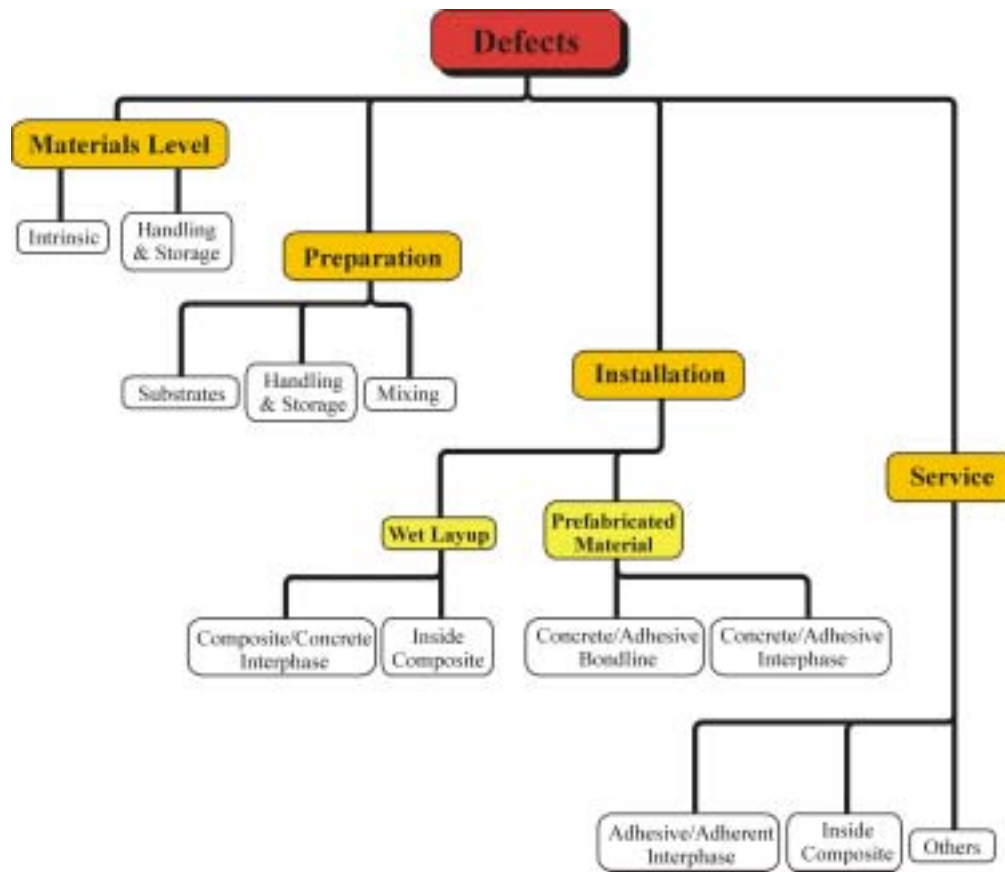 Defects
Materials Level
Intrinsic
Handling
& Storage
Preparation
Substrates
Handling
& Storage
Mixing
Installation
Wet Layup
Prefabricated
Material
Composite/Concrete
Interphase
Inside
Composite
Concrete/Adhesive
Bondline
Concrete/Adhesive
Interphase
Service
Adhesive/Adherent
Interphase
Inside
Composite
Others